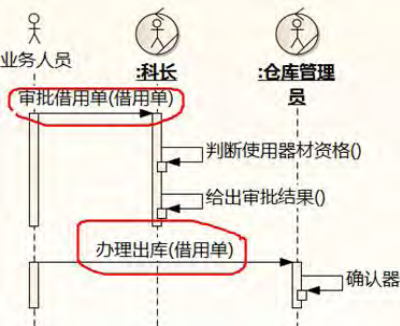 业务人员
:科长
:仓库管理
员
审批借用单(借用单)
判断使用器材资格()
给出审批结果()
办理出库(借用单)
确认器